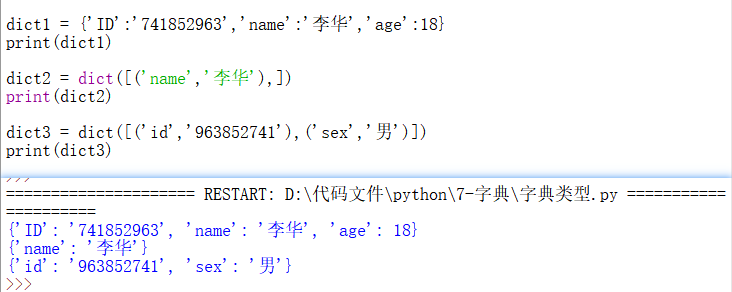 dict1 = {'ID':'741852963','name':'李华','age':18}
print(dict1)
dict2 = dict([('name','李华'),])
print(dict2)
dict3 = dict([('id','963852741'),('sex','男')])
print(dict3)
>>>
===================== RESTART: D:\代码文件\python\7-字典\字典类型.py ===========
==========
{'ID': '741852963', 'name': '李华', 'age': 18}
{'name': '李华'}
{'id': '963852741', 'sex': '男'}
>>>